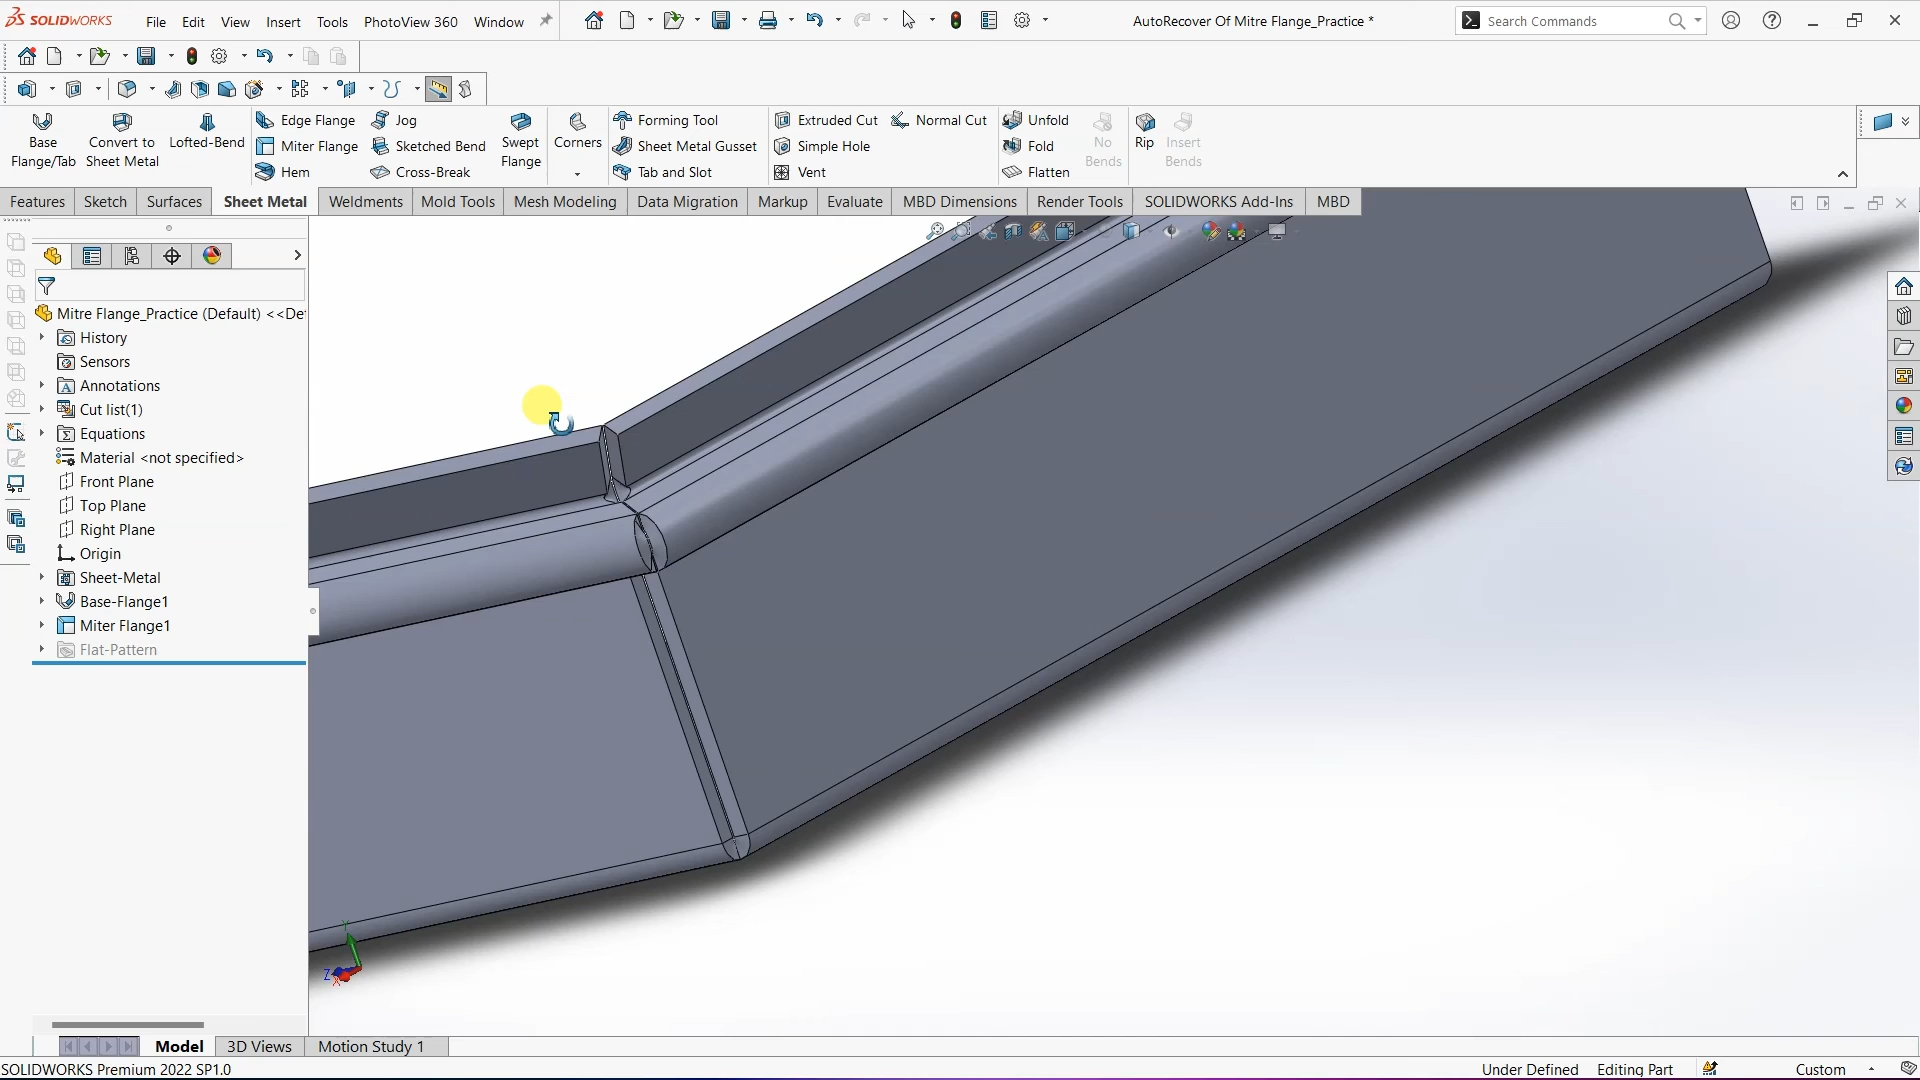 SOLIDWORKS File Edit View Insert Tools PhotoView 360 Window AutoRecover Of Mitre Flange_Practice * Search Commands
Base Flange/Tab
Convert to Sheet Metal
Lofted-Bend
Edge Flange
Miter Flange
Hem
Jog
Sketched Bend
Cross-Break
Swept Flange
Corners
Forming Tool
Sheet Metal Gusset
Tab and Slot
Extruded Cut
Simple Hole
Vent
Normal Cut
Unfold
Fold
Flatten
No Bends
Rip
Insert Bends
Features Sketch Surfaces Sheet Metal Weldments Mold Tools Mesh Modeling Data Migration Markup Evaluate MBD Dimensions Render Tools SOLIDWORKS Add-Ins MBD
Mitre Flange_Practice (Default) <<De
History
Sensors
Annotations
Cut list(1)
Equations
Material <not specified>
Front Plane
Top Plane
Right Plane
Origin
Sheet-Metal
Base-Flange1
Miter Flange1
Flat-Pattern
Y
Z
X
Model 3D Views Motion Study 1
SOLIDWORKS Premium 2022 SP1.0 Under Defined Editing Part Custom